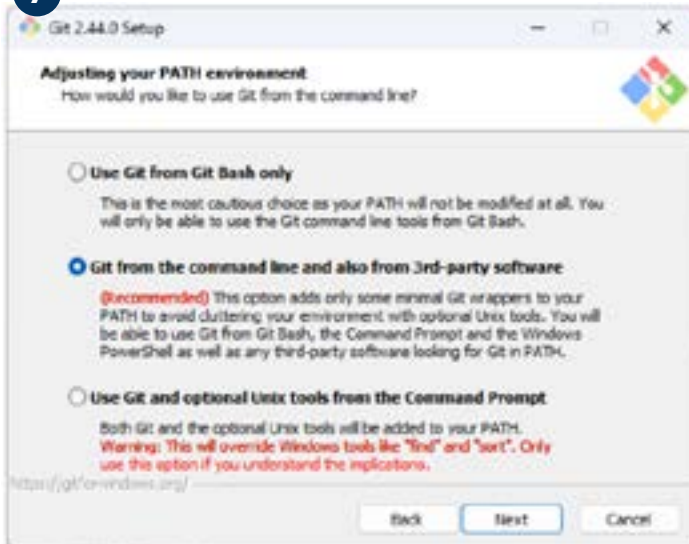 Git 2.44.0 Setup
Adjusting your PATH environment
How would you like to use Git from the command line?
Use Git from Git Bash only
This is the most cautious choice as your PATH will not be modified at all. You
will only be able to use the Git command line tools from Git Bash.
Git from the command line and also from 3rd-party software
(Recommended) This option adds only some minimal Git wrappers to your
PATH to avoid cluttering your environment with optional Unix tools. You will
be able to use Git from Git Bash, the Command Prompt and the Windows
PowerShell as well as any third-party software looking for Git in PATH.
Use Git and optional Unix tools from the Command Prompt
Both Git and the optional Unix tools will be added to your PATH.
Warning: This will override Windows tools like "find" and "sort". Only
use this option if you understand the implications.
https://gitforwindows.org/
Back Next Cancel